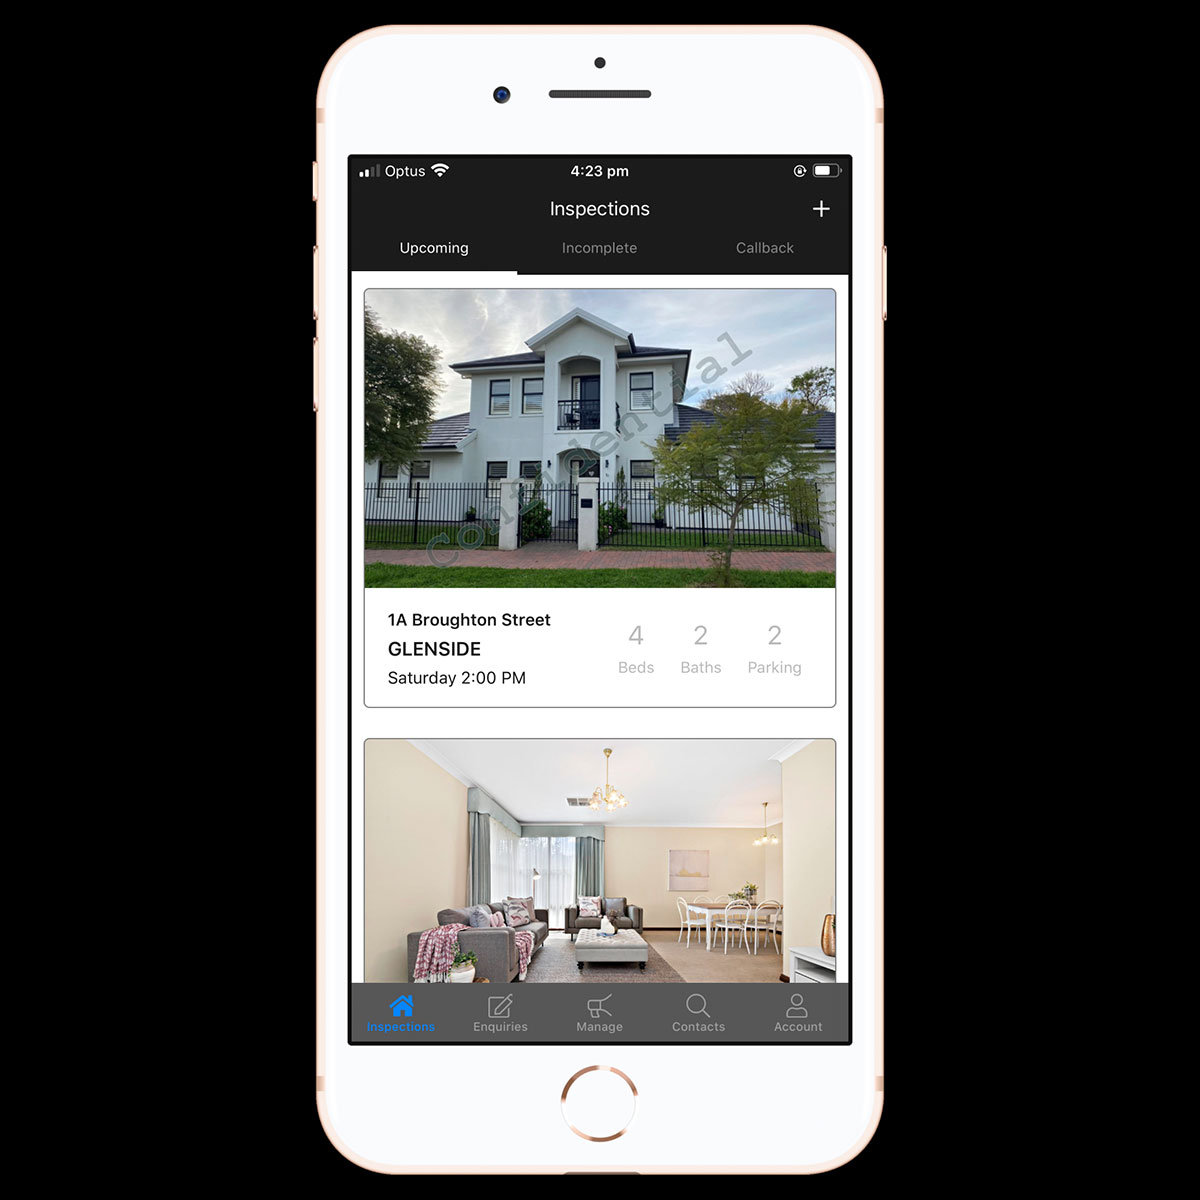 Optus 4:23 pm
Inspections +
Upcoming Incomplete Callback
Confidential
1A Broughton Street
GLENSIDE
Saturday 2:00 PM
4 2 2
Beds Baths Parking
Inspections Enquiries Manage Contacts Account